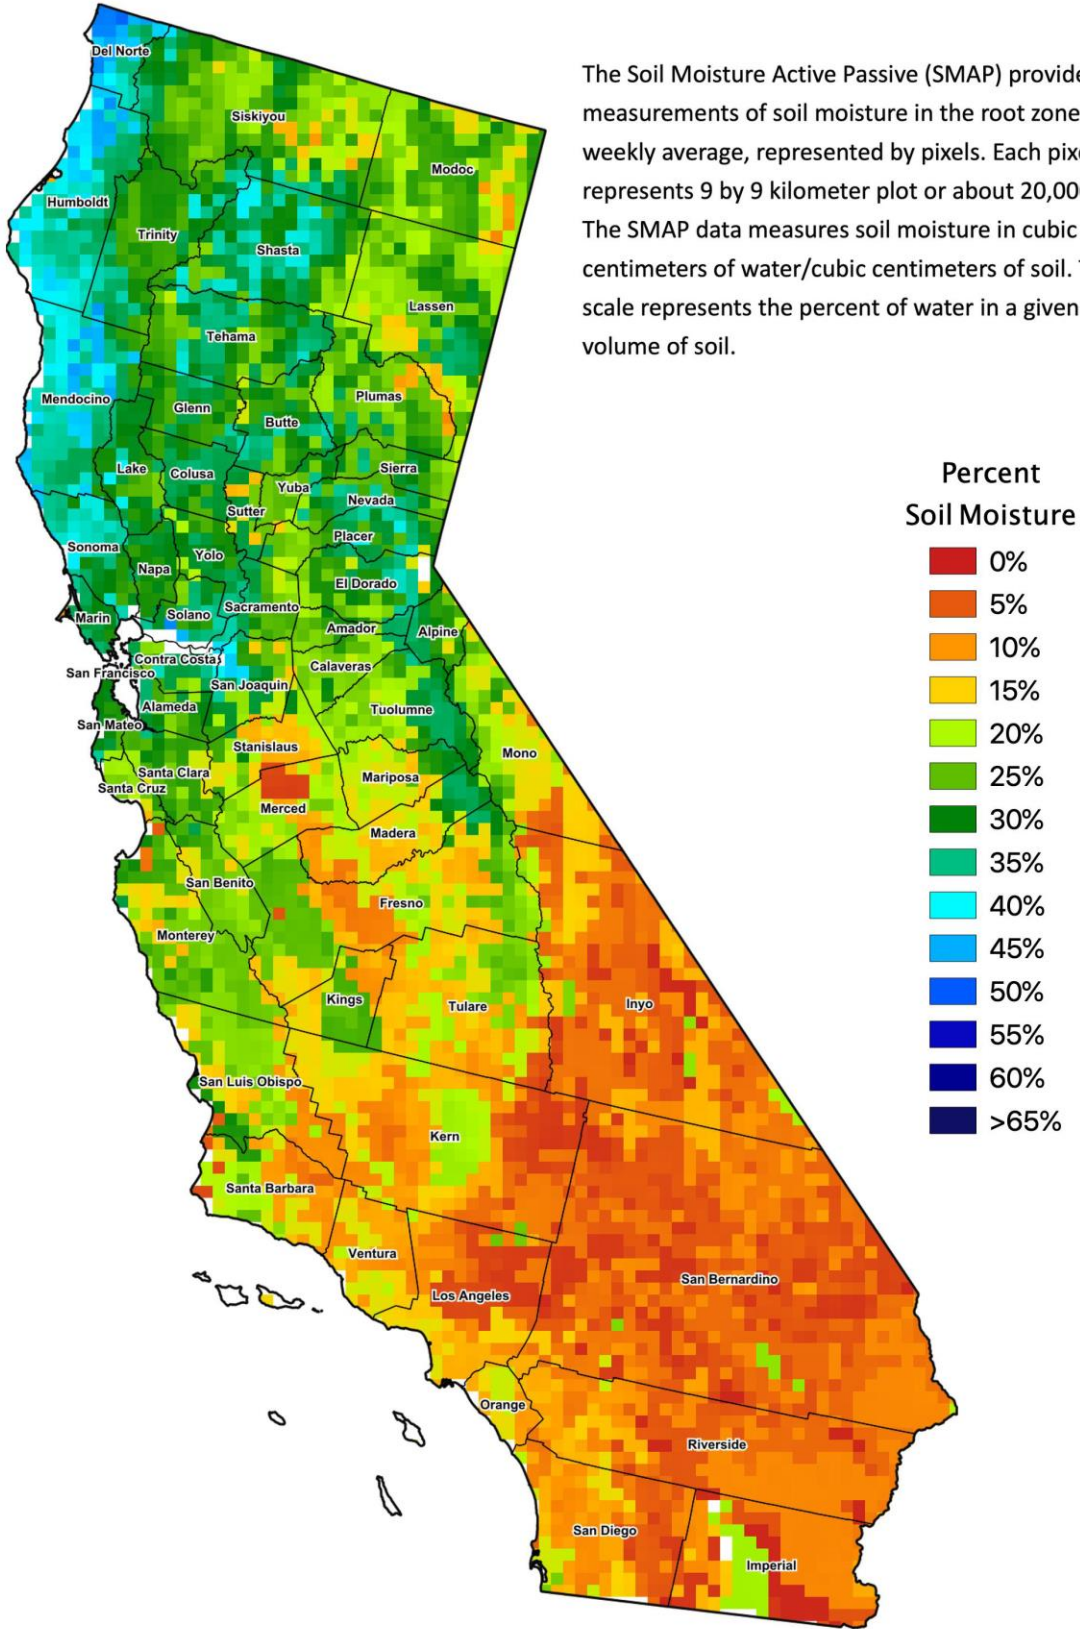 The Soil Moisture Active Passive (SMAP) provide
measurements of soil moisture in the root zone
weekly average, represented by pixels. Each pixe
represents 9 by 9 kilometer plot or about 20,00
The SMAP data measures soil moisture in cubic
centimeters of water/cubic centimeters of soil. T
scale represents the percent of water in a given
volume of soil.
Del Norte
Siskiyou
Modoc
Humboldt
Trinity
Shasta
Lassen
Tehama
Mendocino
Glenn
Butte
Plumas
Lake
Colusa
Sierra
Yuba
Nevada
Sutter
Placer
Sonoma
Napa
Yolo
El Dorado
Marin
Solano
Sacramento
Amador
Alpine
Contra Costa
San Francisco
San Joaquin
Calaveras
Alameda
Tuolumne
San Mateo
Stanislaus
Mono
Santa Clara
Santa Cruz
Mariposa
Merced
Madera
San Benito
Fresno
Monterey
Kings
Tulare
Inyo
San Luis Obispo
Kern
Santa Barbara
Ventura
Los Angeles
San Bernardino
Orange
Riverside
San Diego
Imperial
Percent
Soil Moisture
0%
5%
10%
15%
20%
25%
30%
35%
40%
45%
50%
55%
60%
>65%